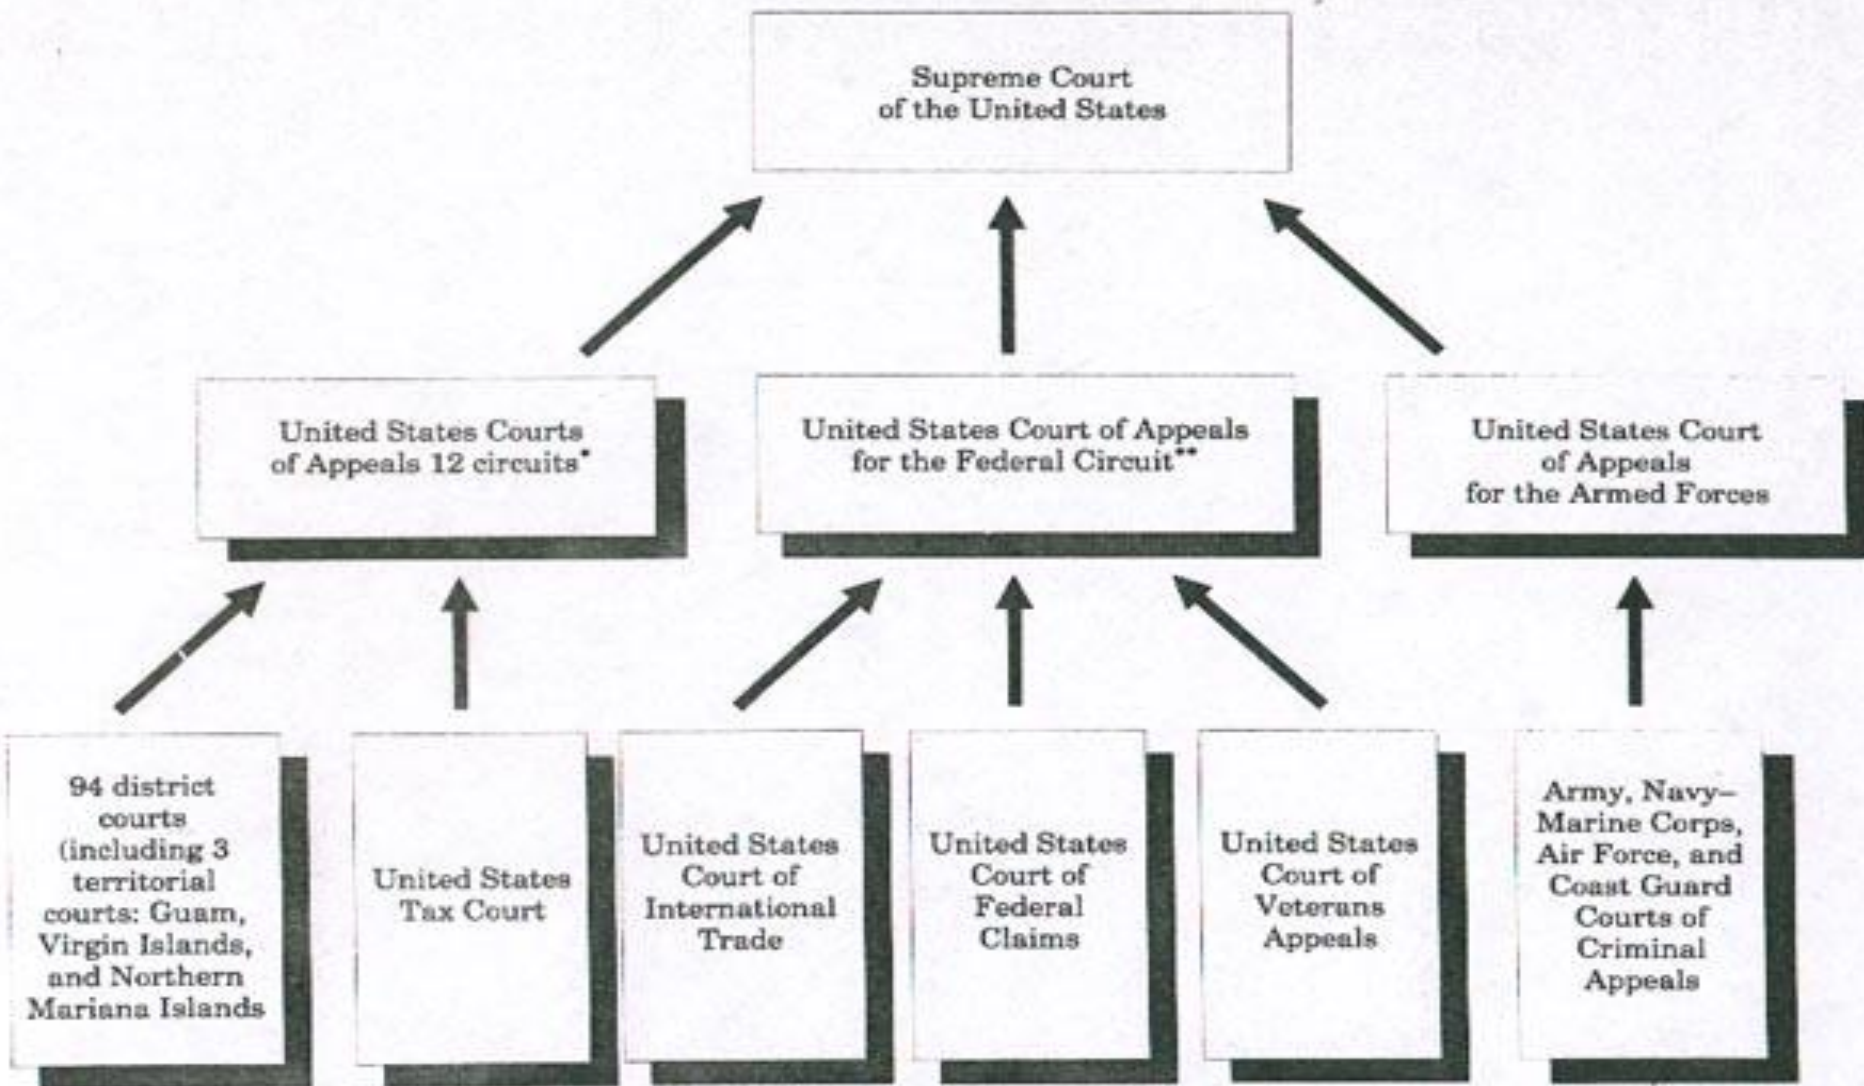 Supreme Court
of the United States
United States Courts
of Appeals 12 circuits*
United States Court of Appeals
for the Federal Circuit**
United States Court
of Appeals
for the Armed Forces
94 district
courts
(including 3
territorial
courts: Guam,
Virgin Islands,
and Northern
Mariana Islands
United States
Tax Court
United States
Court of
International
Trade
United States
Court of
Federal
Claims
United States
Court of
Veterans
Appeals
Army, Navy–
Marine Corps,
Air Force, and
Coast Guard
Courts of
Criminal
Appeals